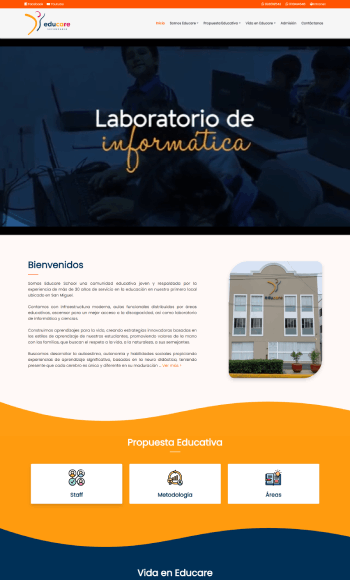 Facebook Youtube
educare
Inicio Somos Educare Propuesta Educativa Vida en Educare Admisión Contáctanos
Laboratorio de
informática
Bienvenidos
Somos Educare School una comunidad educativa joven y respaldada por la
experiencia de más de 30 años de servicio en la educación en nuestro primer local
ubicado en San Miguel.
Contamos con infraestructura moderna, aulas funcionales distribuidas por áreas
educativas, ascensor para un mejor acceso a la discapacidad, así como laboratorio
de informática y ciencias.
Construimos aprendizajes para la vida, creando estrategias innovadoras basadas en
los estilos de aprendizaje de nuestros estudiantes, promoviendo valores de la mano
con las familias, que buscan el respeto a la vida, a la naturaleza, a sus semejantes.
Buscamos desarrollar la autoestima, autonomía y habilidades sociales propiciando
experiencias de aprendizaje significativo, basados en la neuro didáctica, teniendo
presente que cada cerebro es único y diferente en su maduración ... Ver más
Propuesta Educativa
Staff
Metodología
Áreas
Vida en Educare